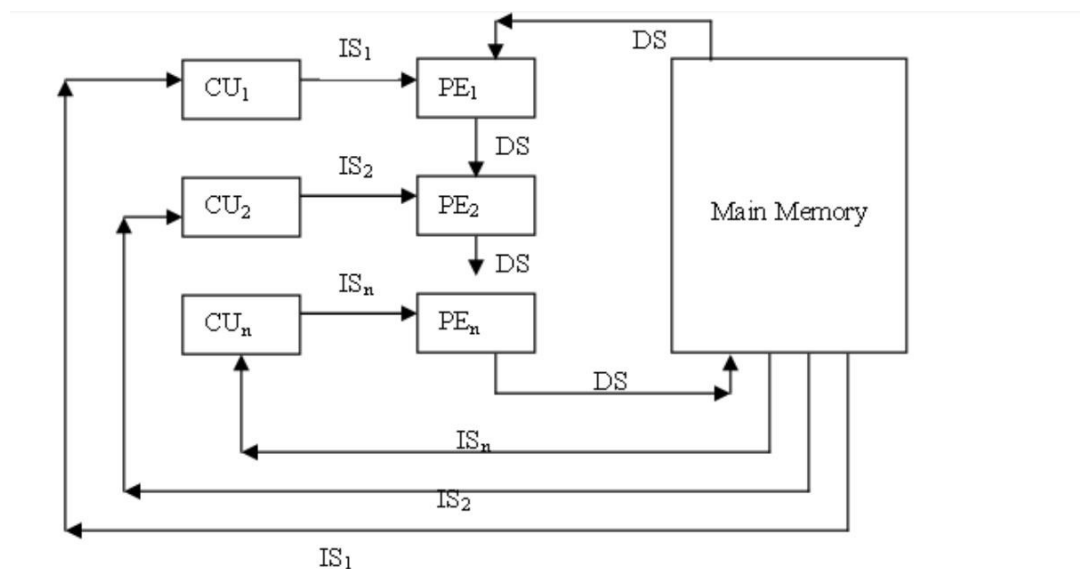 DS
IS₁
CU₁
PE₁
DS
IS₂
CU₂
PE₂
Main Memory
DS
ISₙ
CUₙ
PEₙ
DS
ISₙ
IS₂
IS₁